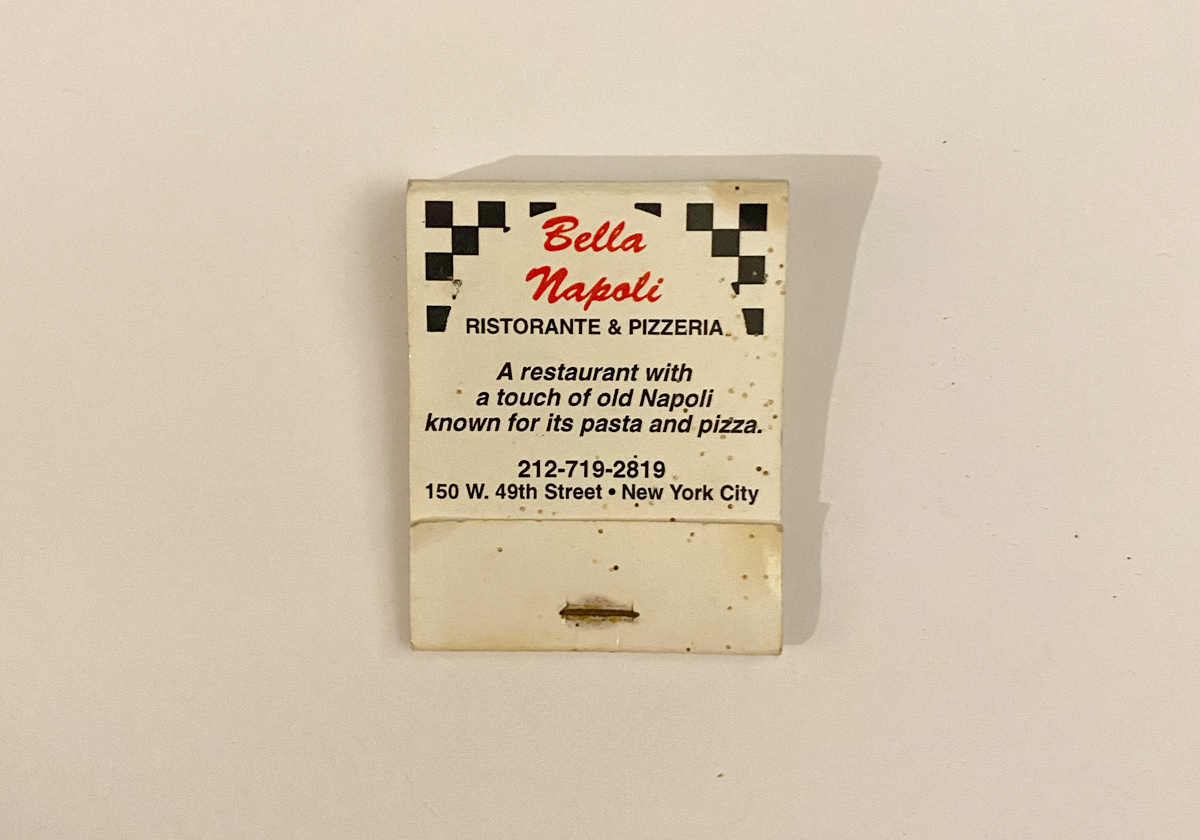 Bella
Napoli
RISTORANTE & PIZZERIA
A restaurant with
a touch of old Napoli
known for its pasta and pizza.
212-719-2819
150 W. 49th Street • New York City